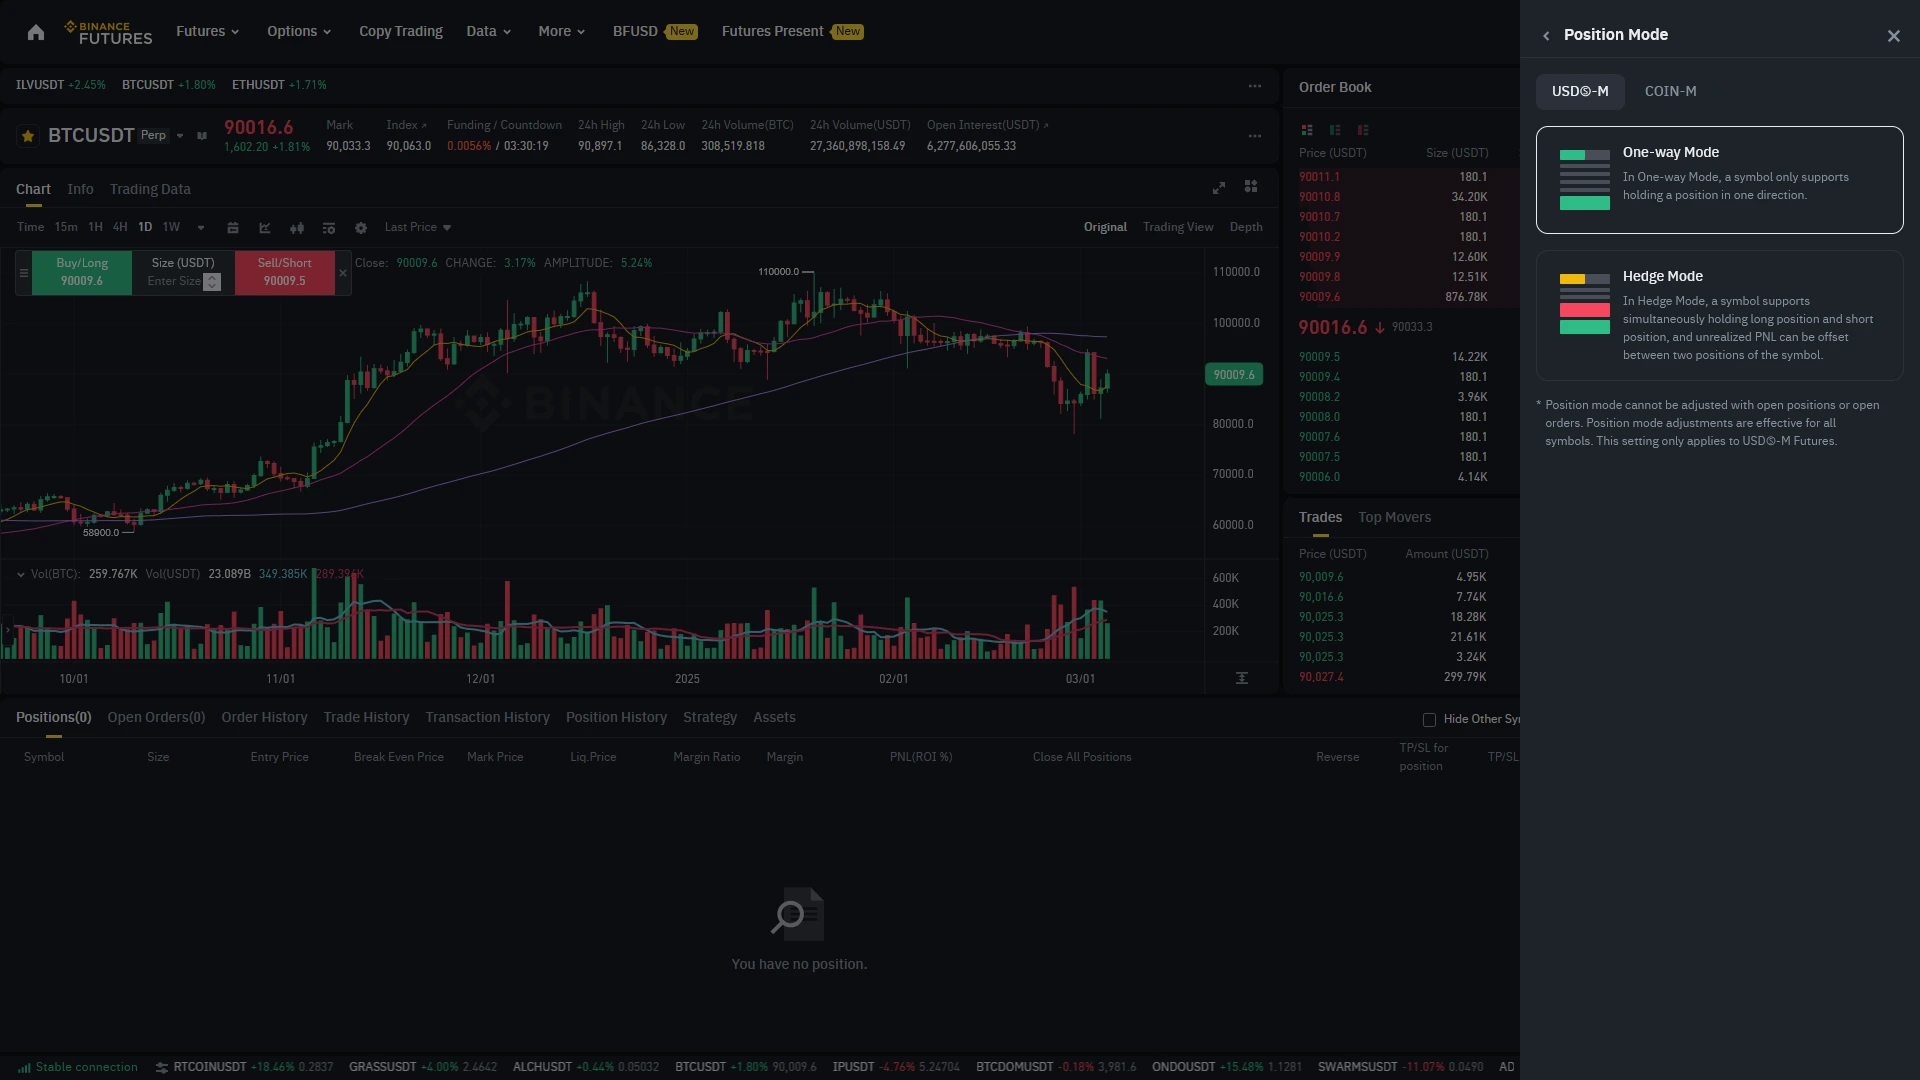 BINANCE
FUTURES
Futures
Options
Copy Trading
Data
More
BFUSD New
Futures Present New
ILVUSDT +2.45% BTCUSDT +1.80% ETHUSDT +1.71%
BTCUSDT Perp
90016.6
1,602.20 +1.81%
Mark
90,033.3
Index
90,063.0
Funding / Countdown
0.0056% / 03:30:19
24h High
90,897.1
24h Low
86,328.0
24h Volume(BTC)
308,519.818
24h Volume(USDT)
27,360,898,158.49
Open Interest(USDT)
6,277,606,055.33
Chart Info Trading Data
Time 15m 1H 4H 1D 1W Last Price Original Trading View Depth
Buy/Long
90009.6
Size (USDT)
Enter Size
Sell/Short
90009.5
Close: 90009.6 CHANGE: 3.17% AMPLITUDE: 5.24%
110000.0
58900.0
BINANCE
110000.0
100000.0
90009.6
80000.0
70000.0
60000.0
Vol(BTC): 259.767K Vol(USDT) 23.089B 349.385K 289.394K
600K
400K
200K
10/01 11/01 12/01 2025 02/01 03/01
Order Book
Price (USDT) Size (USDT)
90011.1 180.1
90010.8 34.20K
90010.7 180.1
90010.2 180.1
90009.9 12.60K
90009.8 12.51K
90009.6 876.78K
90016.6 90033.3
90009.5 14.22K
90009.4 180.1
90008.2 3.96K
90008.0 180.1
90007.6 180.1
90007.5 180.1
90006.0 4.14K
Trades Top Movers
Price (USDT) Amount (USDT)
90,009.6 4.95K
90,016.6 7.74K
90,025.3 18.28K
90,025.3 21.61K
90,025.3 3.24K
90,027.4 299.79K
Positions(0) Open Orders(0) Order History Trade History Transaction History Position History Strategy Assets
Hide Other Sy
Symbol Size Entry Price Break Even Price Mark Price Liq.Price Margin Ratio Margin PNL(ROI %) Close All Positions Reverse
TP/SL for
position
TP/SL
You have no position.
Stable connection
RTCOINUSDT +18.46% 0.2837 GRASSUSDT +4.00% 2.4642 ALCHUSDT +0.44% 0.05032 BTCUSDT +1.80% 90,009.6 IPUSDT -4.76% 5.24704 BTCDOMUSDT -0.18% 3,981.6 ONDOUSDT +15.48% 1.1281 SWARMSUSDT -11.07% 0.0490 AD
Position Mode
USDⓈ-M COIN-M
One-way Mode
In One-way Mode, a symbol only supports
holding a position in one direction.
Hedge Mode
In Hedge Mode, a symbol supports
simultaneously holding long position and short
position, and unrealized PNL can be offset
between two positions of the symbol.
* Position mode cannot be adjusted with open positions or open
orders. Position mode adjustments are effective for all
symbols. This setting only applies to USDⓈ-M Futures.